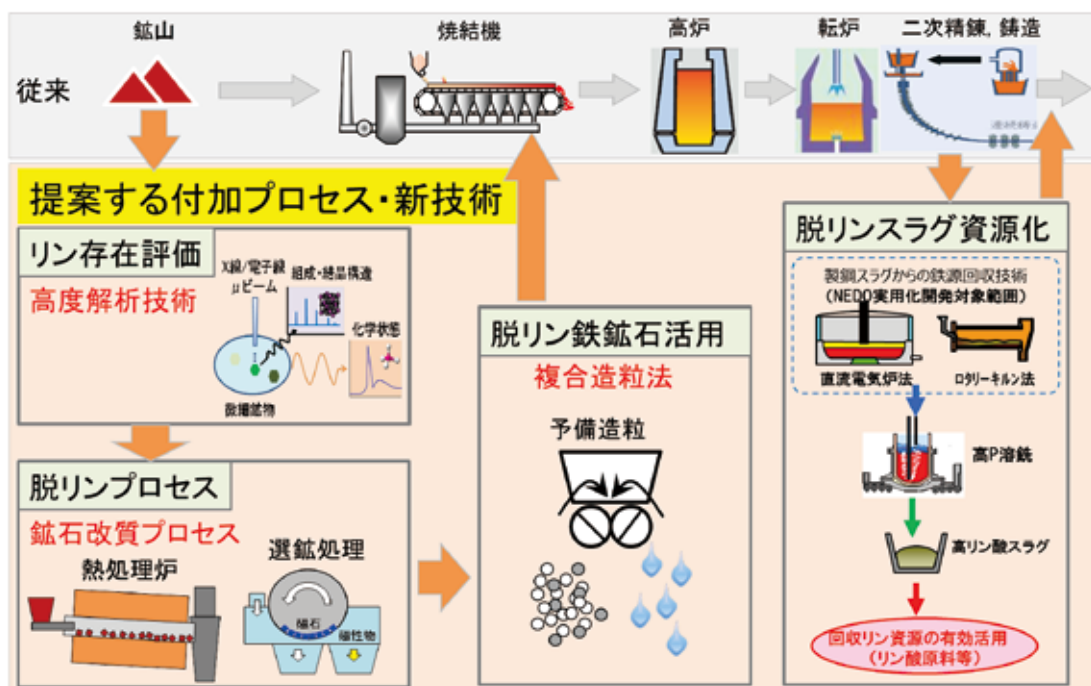 鉱山
焼結機
高炉
転炉
二次精錬, 鋳造
従来
提案する付加プロセス・新技術
リン存在評価
高度解析技術
X線/電子線
μビーム
組成・結晶構造
化学状態
微細鉱物
脱リンプロセス
鉱石改質プロセス
熱処理炉
選鉱処理
磁石
磁性物
脱リン鉄鉱石活用
複合造粒法
予備造粒
脱リンスラグ資源化
製鋼スラグからの鉄源回収技術
(NEDO実用化開発対象範囲)
直流電気炉法
ロタリーキルン法
高P溶銑
高リン酸スラグ
回収リン資源の有効活用
(リン酸原料等)